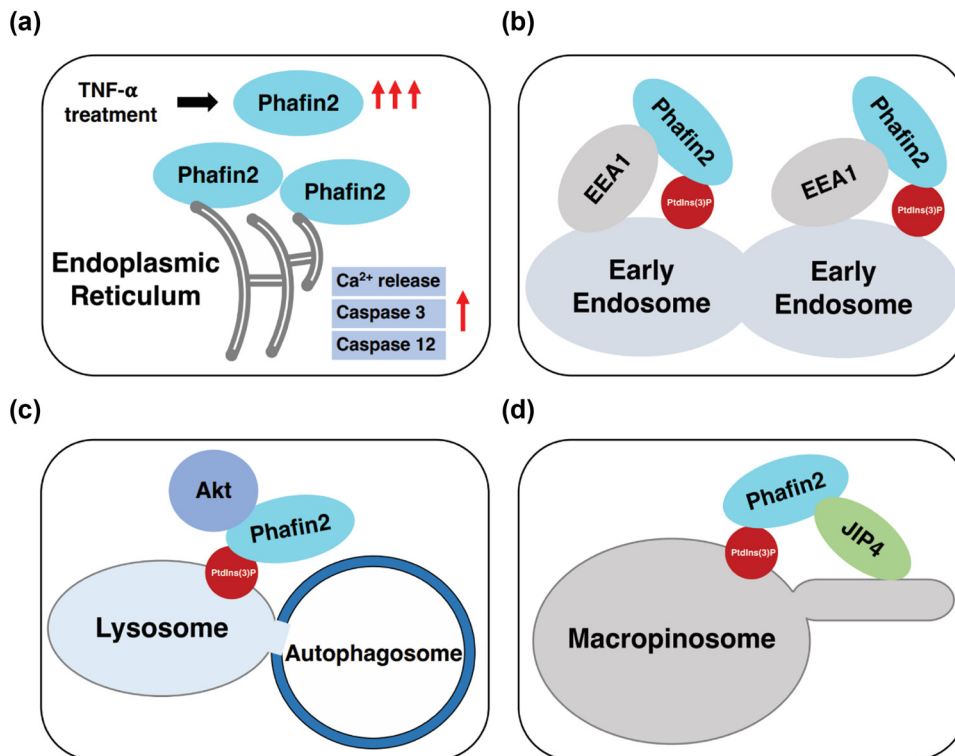 (a)
TNF-α
treatment
Phafin2
Phafin2
Phafin2
Endoplasmic
Reticulum
Ca²⁺ release
Caspase 3
Caspase 12
(b)
Phafin2
EEA1
PtdIns(3)P
Phafin2
EEA1
PtdIns(3)P
Early
Endosome
Early
Endosome
(c)
Akt
Phafin2
PtdIns(3)P
Lysosome
Autophagosome
(d)
Phafin2
PtdIns(3)P
JIP4
Macropinosome